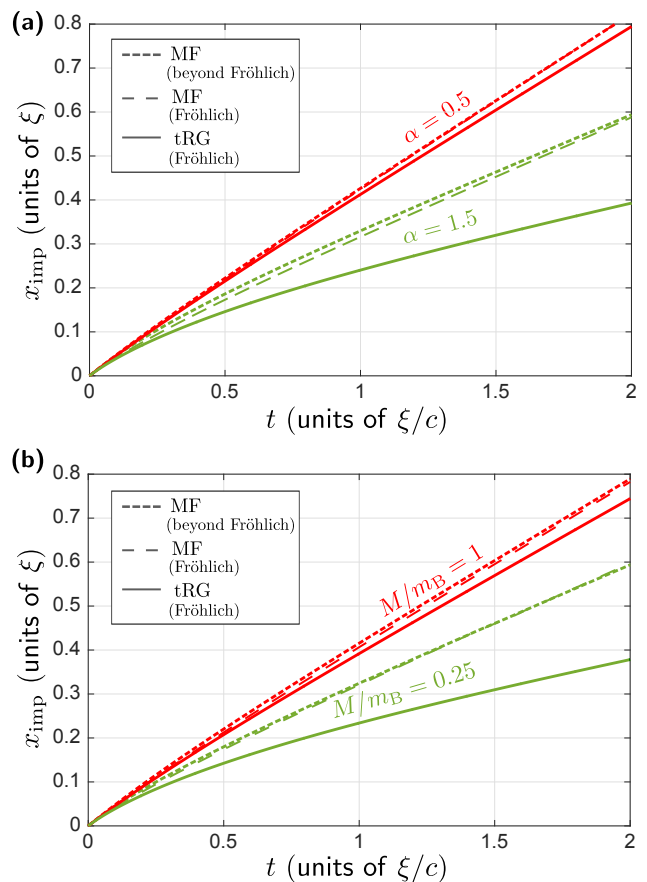 (a)
0.8
0.7
0.6
0.5
0.4
0.3
0.2
0.1
0
x_imp (units of ξ)
MF
(beyond Fröhlich)
MF
(Fröhlich)
tRG
(Fröhlich)
α = 0.5
α = 1.5
0 0.5 1 1.5 2
t (units of ξ/c)
(b)
0.8
0.7
0.6
0.5
0.4
0.3
0.2
0.1
0
x_imp (units of ξ)
MF
(beyond Fröhlich)
MF
(Fröhlich)
tRG
(Fröhlich)
M/m_B = 1
M/m_B = 0.25
0 0.5 1 1.5 2
t (units of ξ/c)